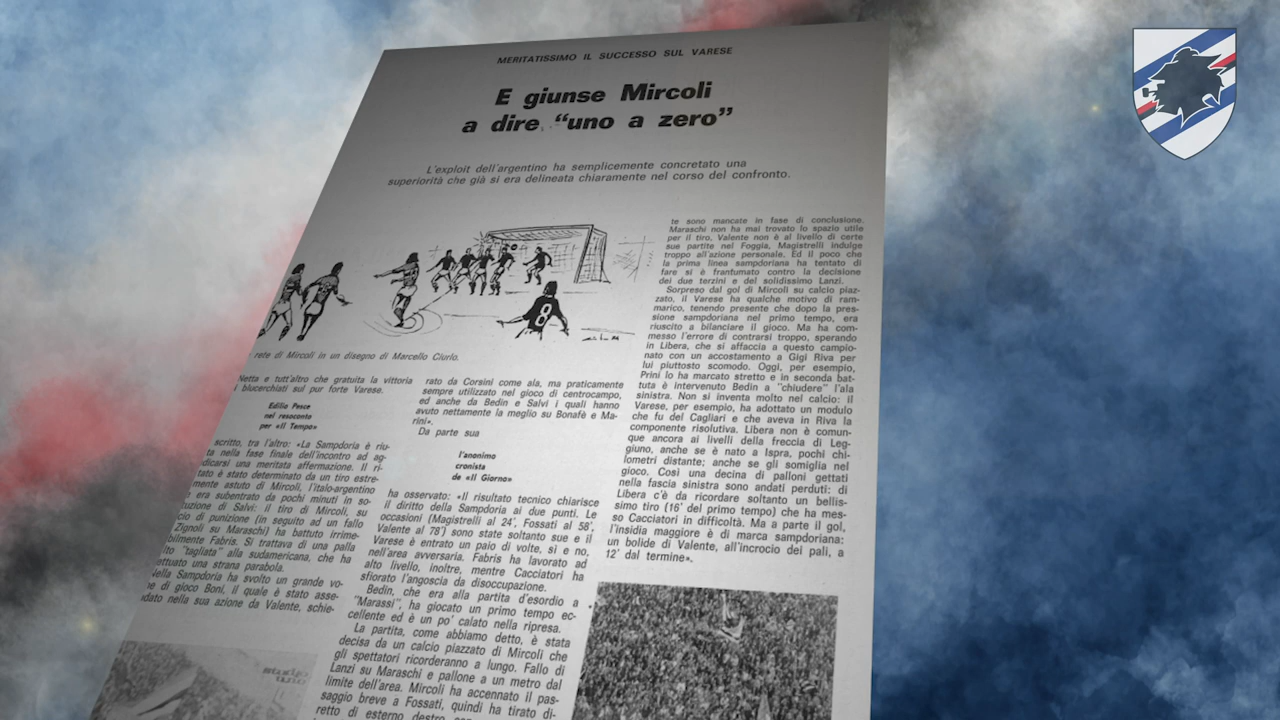 MERITATISSIMO IL SUCCESSO SUL VARESE
E giunse Mircoli
a dire "uno a zero"
L'exploit dell'argentino ha semplicemente concretato una
superiorità che già si era delineata chiaramente nel corso del confronto.
rete di Mircoli in un disegno di Marcello Ciurlo.
Netta e tutt'altro che gratuita la vittoria
i blucerchiati sul pur forte Varese.
Edilio Pesce
nel resoconto
per «Il Tempo»
scritto, tra l'altro: «La Sampdoria è riu-
ta nella fase finale dell'incontro ad ag-
dicarsi una meritata affermazione. Il ri-
tato è stato determinato da un tiro estre-
mente astuto di Mircoli, l'italo-argentino
e era subentrato da pochi minuti in so-
tuzione di Salvi: il tiro di Mircoli, su
cio di punizione (in seguito ad un fallo
Zignoli su Maraschi) ha battuto irrime-
bilmente Fabris. Si trattava di una palla
lto "tagliata" alla sudamericana, che ha
ettuato una strana parabola.
Nella Sampdoria ha svolto un grande vo-
e di gioco Boni, il quale è stato asse-
dato nella sua azione da Valente, schie-
rato da Corsini come ala, ma praticamente
sempre utilizzato nel gioco di centrocampo,
ed anche da Bedin e Salvi i quali hanno
avuto nettamente la meglio su Bonafè e Ma-
rini».
Da parte sua
l'anonimo
cronista
de «Il Giorno»
ha osservato: «Il risultato tecnico chiarisce
il diritto della Sampdoria ai due punti. Le
occasioni (Magistrelli al 24', Fossati al 58',
Valente al 78') sono state soltanto sue e il
Varese è entrato un paio di volte, sì e no,
nell'area avversaria. Fabris ha lavorato ad
alto livello, inoltre, mentre Cacciatori ha
sfiorato l'angoscia da disoccupazione.
Bedin, che era alla partita d'esordio a
"Marassi", ha giocato un primo tempo ec-
cellente ed è un po' calato nella ripresa.
La partita, come abbiamo detto, è stata
decisa da un calcio piazzato di Mircoli che
gli spettatori ricorderanno a lungo. Fallo di
Lanzi su Maraschi e pallone a un metro dal
limite dell'area. Mircoli ha accennato il pas-
saggio breve a Fossati, quindi ha tirato di-
retto di esterno destro
te sono mancate in fase di conclusione.
Maraschi non ha mai trovato lo spazio utile
per il tiro, Valente non è al livello di certe
sue partite nel Foggia, Magistrelli indulge
troppo all'azione personale. Ed il poco che
la prima linea sampdoriana ha tentato di
fare si è frantumato contro la decisione
dei due terzini e del solidissimo Lanzi.
Sorpreso dal gol di Mircoli su calcio piaz-
zato, il Varese ha qualche motivo di ram-
marico, tenendo presente che dopo la pres-
sione sampdoriana nel primo tempo, era
riuscito a bilanciare il gioco. Ma ha com-
messo l'errore di contrarsi troppo, sperando
in Libera, che si affaccia a questo campio-
nato con un accostamento a Gigi Riva per
lui piuttosto scomodo. Oggi, per esempio,
Prini lo ha marcato stretto e in seconda bat-
tuta è intervenuto Bedin a "chiudere" l'ala
sinistra. Non si inventa molto nel calcio: il
Varese, per esempio, ha adottato un modulo
che fu del Cagliari e che aveva in Riva la
componente risolutiva. Libera non è comun-
que ancora ai livelli della freccia di Leg-
giuno, anche se è nato a Ispra, pochi chi-
lometri distante; anche se gli somiglia nel
gioco. Così una decina di palloni gettati
nella fascia sinistra sono andati perduti: di
Libera c'è da ricordare soltanto un bellis-
simo tiro (16' del primo tempo) che ha mes-
so Cacciatori in difficoltà. Ma a parte il gol,
l'insidia maggiore è di marca sampdoriana:
un bolide di Valente, all'incrocio dei pali, a
12' dal termine».
8